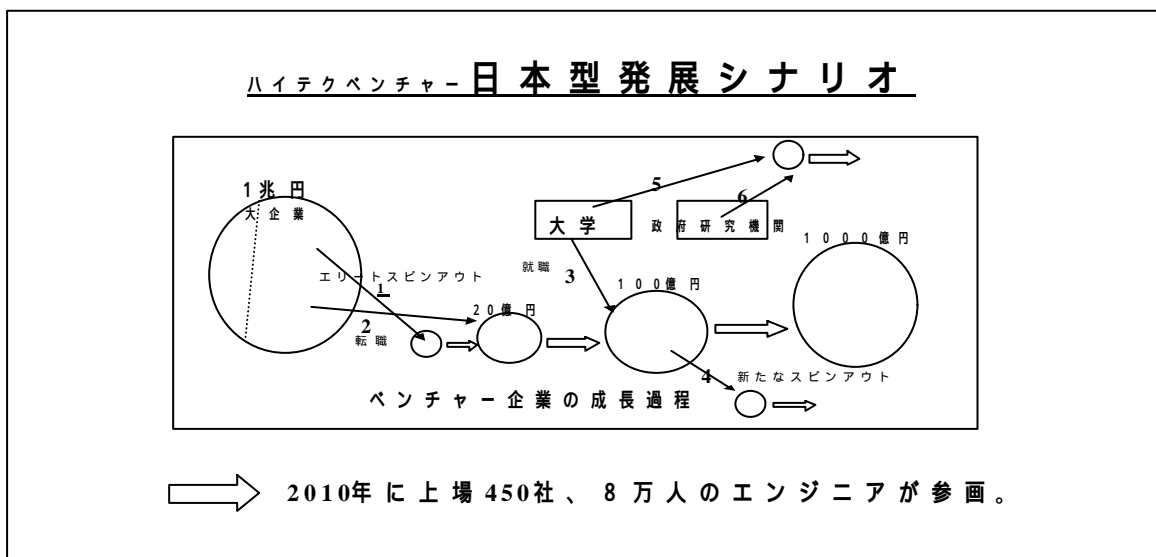 ハイテクベンチャー日本型発展シナリオ
1兆円
大企業
5
6
大学
政府研究機関
1000億円
エリートスピンアウト
就職
3
100億円
1
20億円
2
転職
4
新たなスピンアウト
ベンチャー企業の成長過程
2010年に上場450社、8万人のエンジニアが参画。